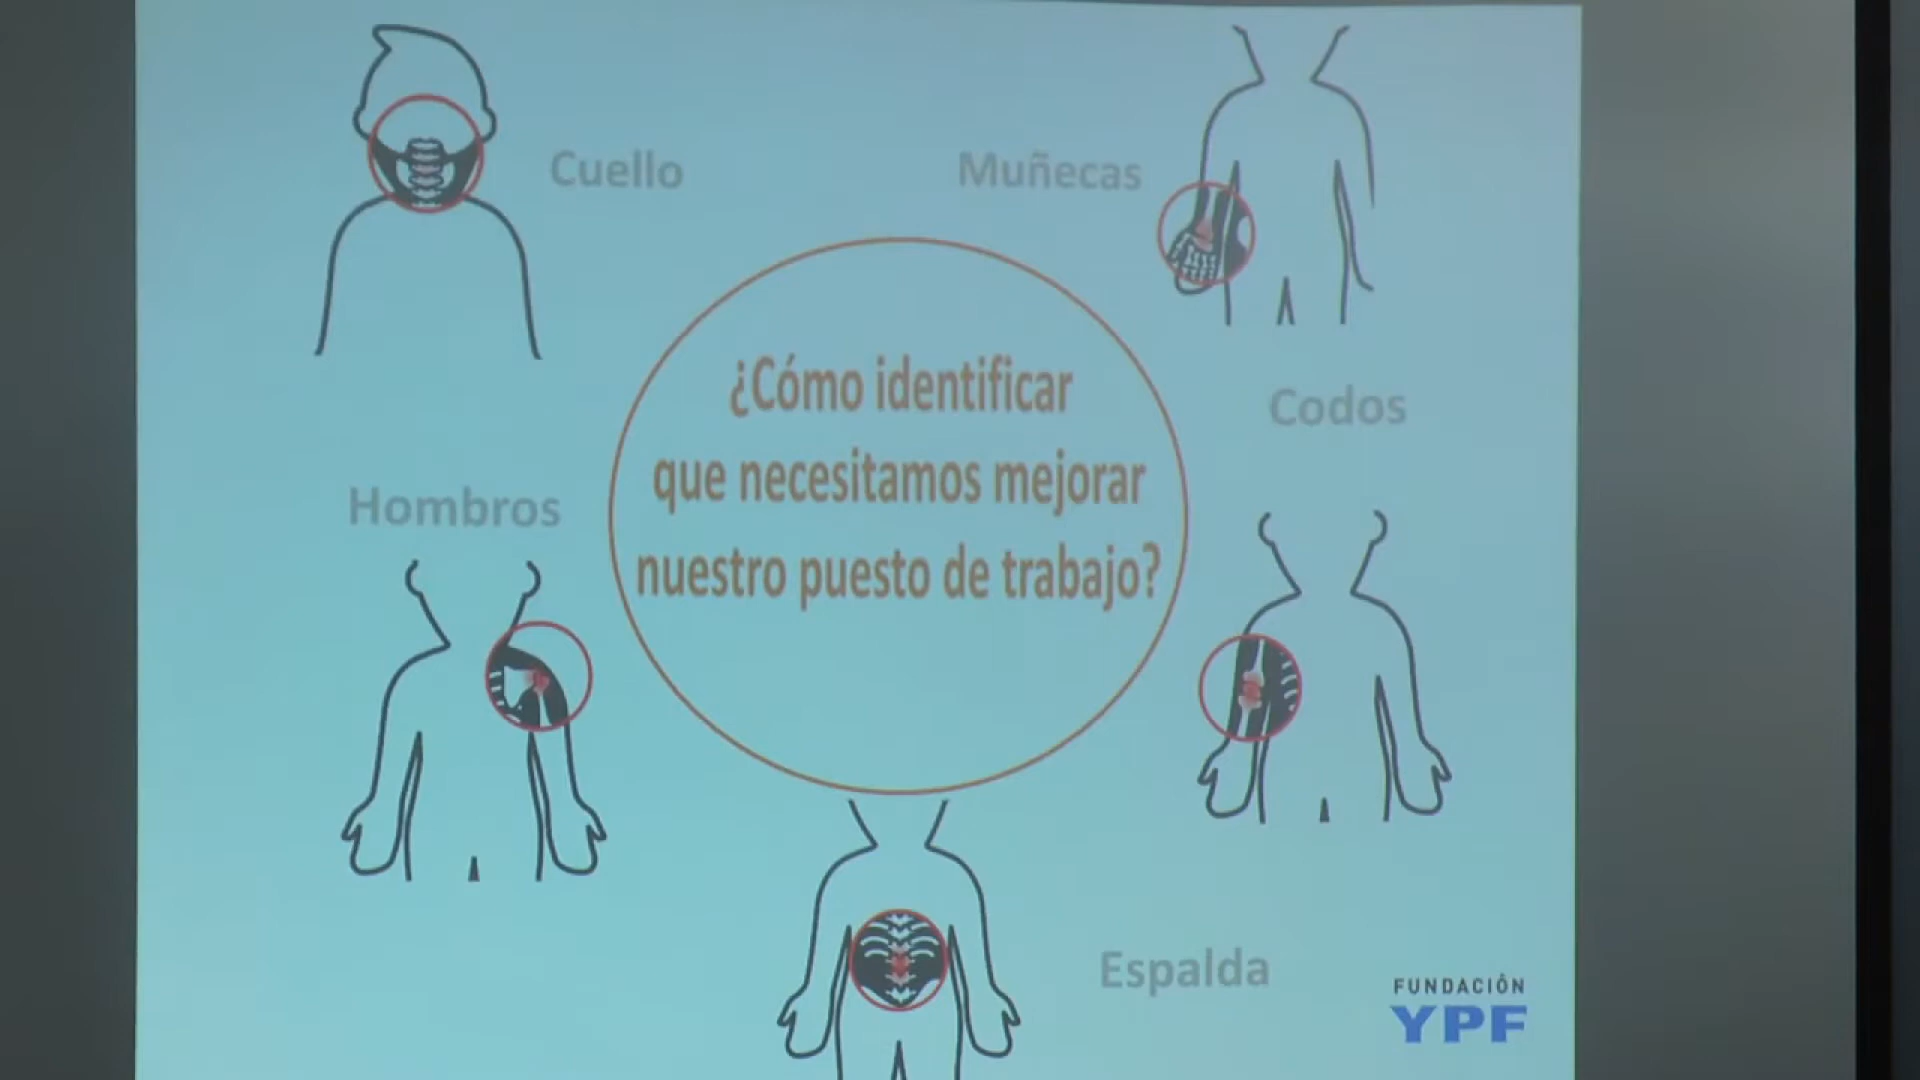 Cuello
Muñecas
¿Cómo identificar
que necesitamos mejorar
nuestro puesto de trabajo?
Codos
Hombros
Espalda
FUNDACIÓN
YPF